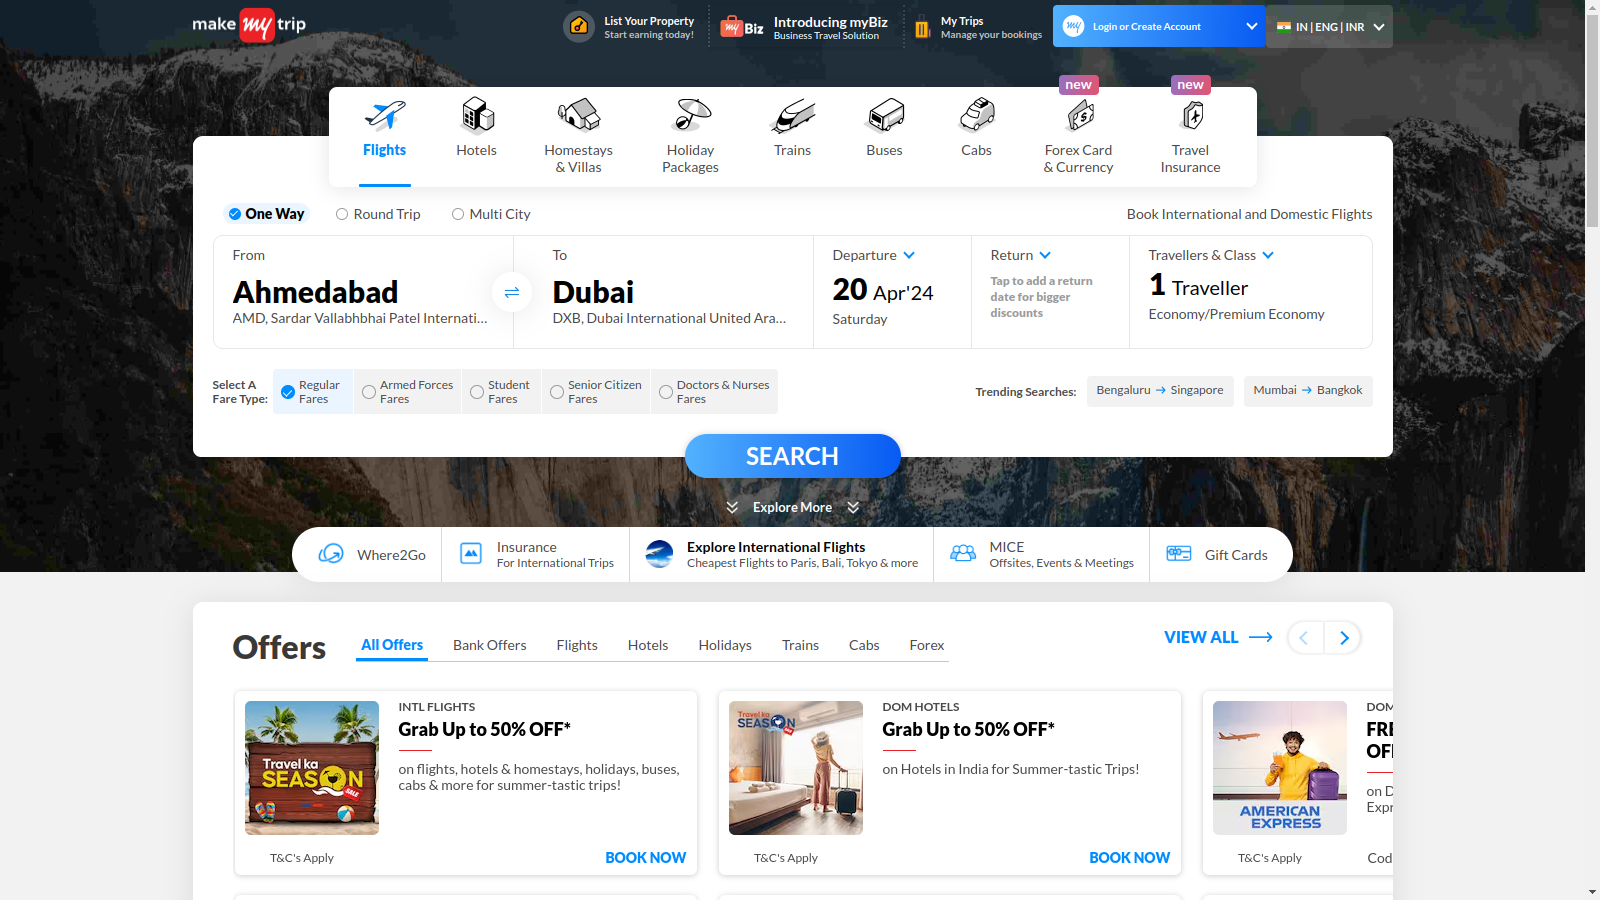 make my trip
List Your Property
Start earning today!
my Biz
Introducing myBiz
Business Travel Solution
My Trips
Manage your bookings
my
Login or Create Account
IN | ENG | INR
new
new
Flights
Hotels
Homestays
& Villas
Holiday
Packages
Trains
Buses
Cabs
Forex Card
& Currency
Travel
Insurance
One Way
Round Trip
Multi City
Book International and Domestic Flights
From
Ahmedabad
AMD, Sardar Vallabhbhai Patel Internati...
To
Dubai
DXB, Dubai International United Ara...
Departure
20 Apr'24
Saturday
Return
Tap to add a return
date for bigger
discounts
Travellers & Class
1 Traveller
Economy/Premium Economy
Select A
Fare Type:
Regular
Fares
Armed Forces
Fares
Student
Fares
Senior Citizen
Fares
Doctors & Nurses
Fares
Trending Searches:
Bengaluru → Singapore
Mumbai → Bangkok
SEARCH
Explore More
Where2Go
Insurance
For International Trips
Explore International Flights
Cheapest Flights to Paris, Bali, Tokyo & more
MICE
Offsites, Events & Meetings
Gift Cards
Offers
All Offers
Bank Offers
Flights
Hotels
Holidays
Trains
Cabs
Forex
VIEW ALL
Travel ka
SEASON
SALE
INTL FLIGHTS
Grab Up to 50% OFF*
on flights, hotels & homestays, holidays, buses,
cabs & more for summer-tastic trips!
T&C's Apply
BOOK NOW
Travel ka
SEASON
DOM HOTELS
Grab Up to 50% OFF*
on Hotels in India for Summer-tastic Trips!
T&C's Apply
BOOK NOW
AMERICAN
EXPRESS
DOM
FRE
OF
on D
Expr
T&C's Apply
Cod